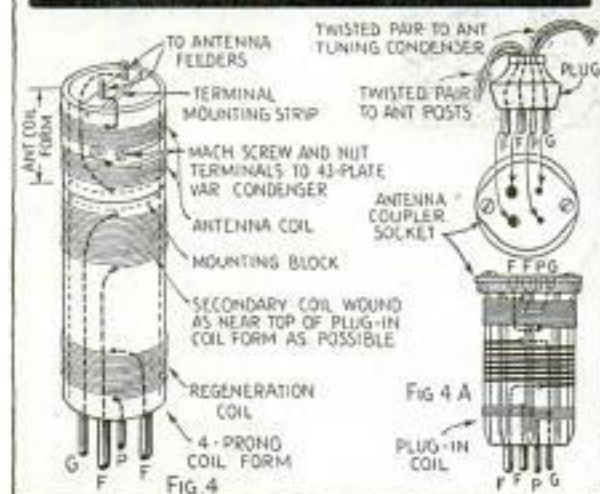 TO ANTENNA
FEEDERS
TERMINAL
MOUNTING STRIP
ANT COIL
FORM
MACH SCREW AND NUT
TERMINALS TO 43-PLATE
VAR CONDENSER
ANTENNA COIL
MOUNTING BLOCK
SECONDARY COIL WOUND
AS NEAR TOP OF PLUG-IN
COIL FORM AS POSSIBLE
REGENERATION
COIL
4-PRONG
COIL FORM
G F P F
FIG. 4
TWISTED PAIR TO ANT
TUNING CONDENSER
PLUG
TWISTED PAIR
TO ANT POSTS
F F P G
ANTENNA
COUPLER
SOCKET
F F P G
FIG 4 A
PLUG-IN
COIL
F F P G